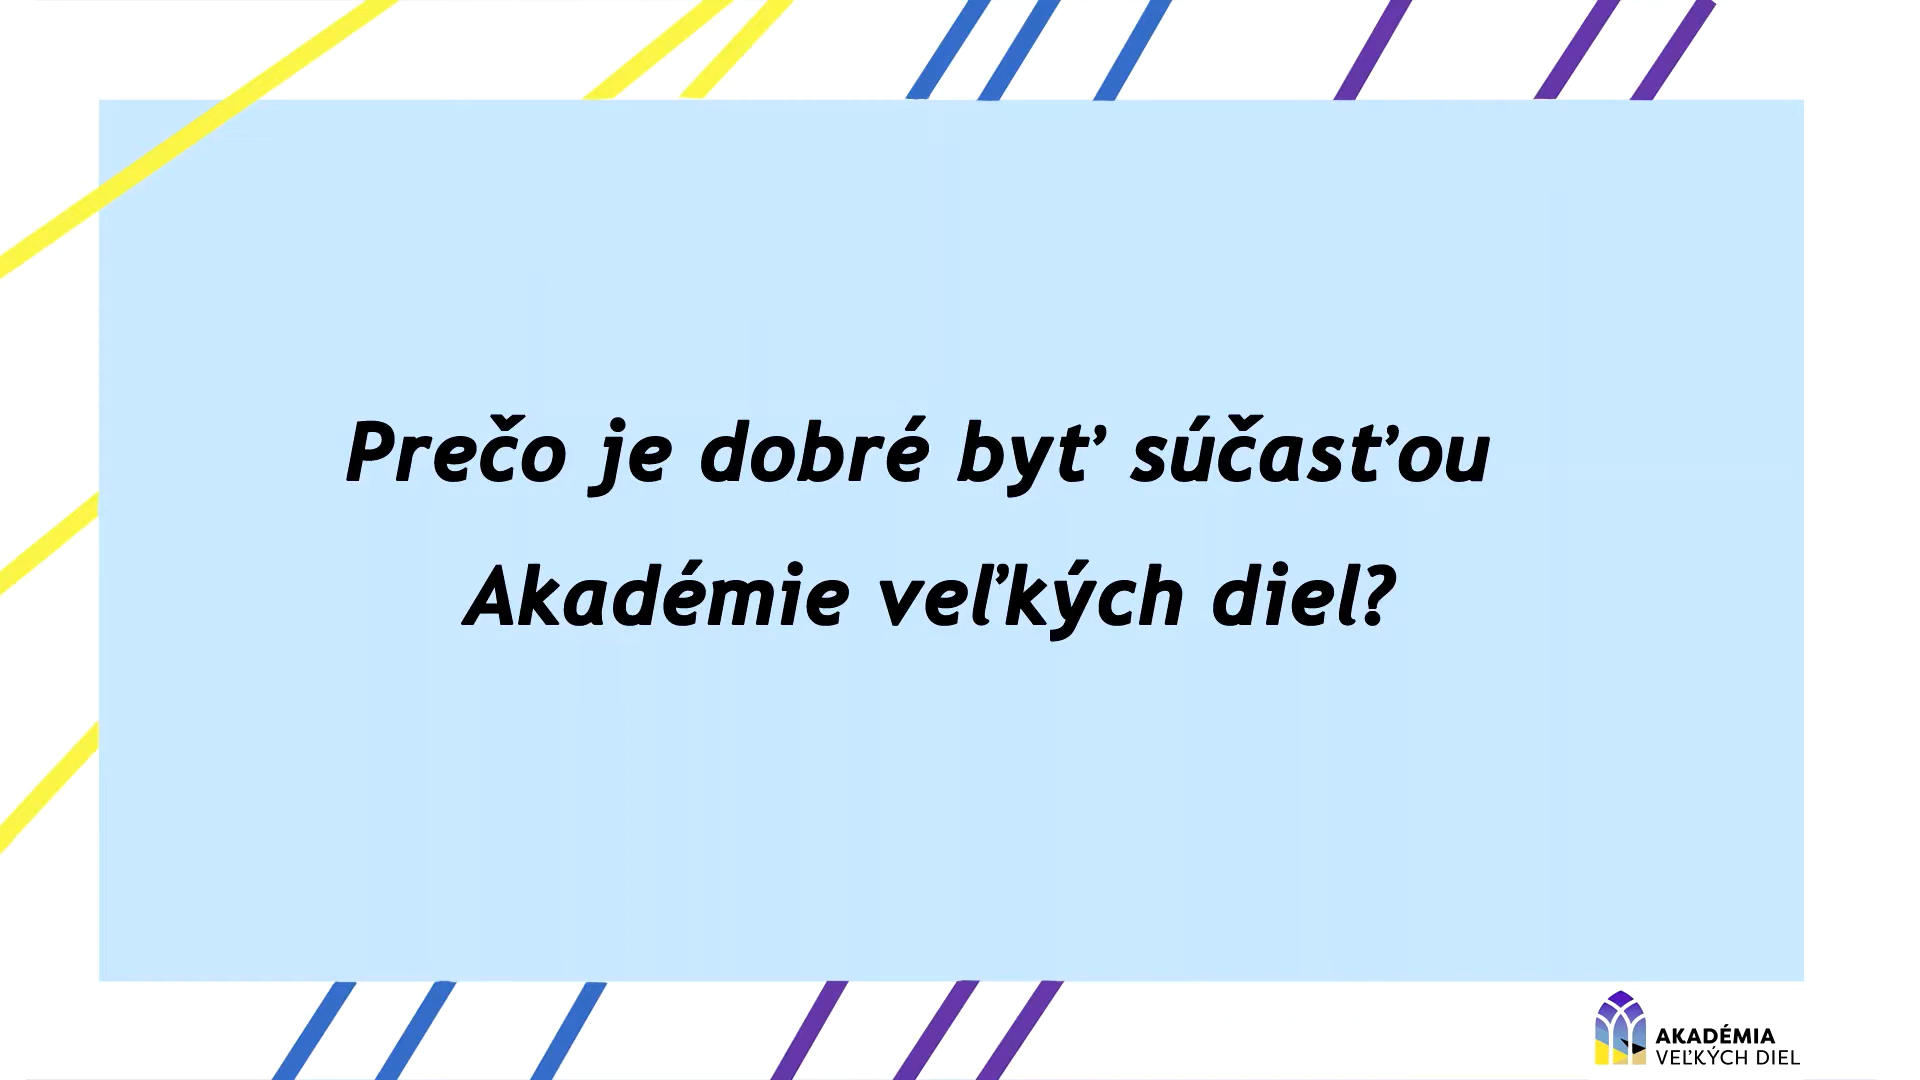 Prečo je dobré byť súčasťou
Akadémie veľkých diel?
AKADÉMIA
VEĽKÝCH DIEL